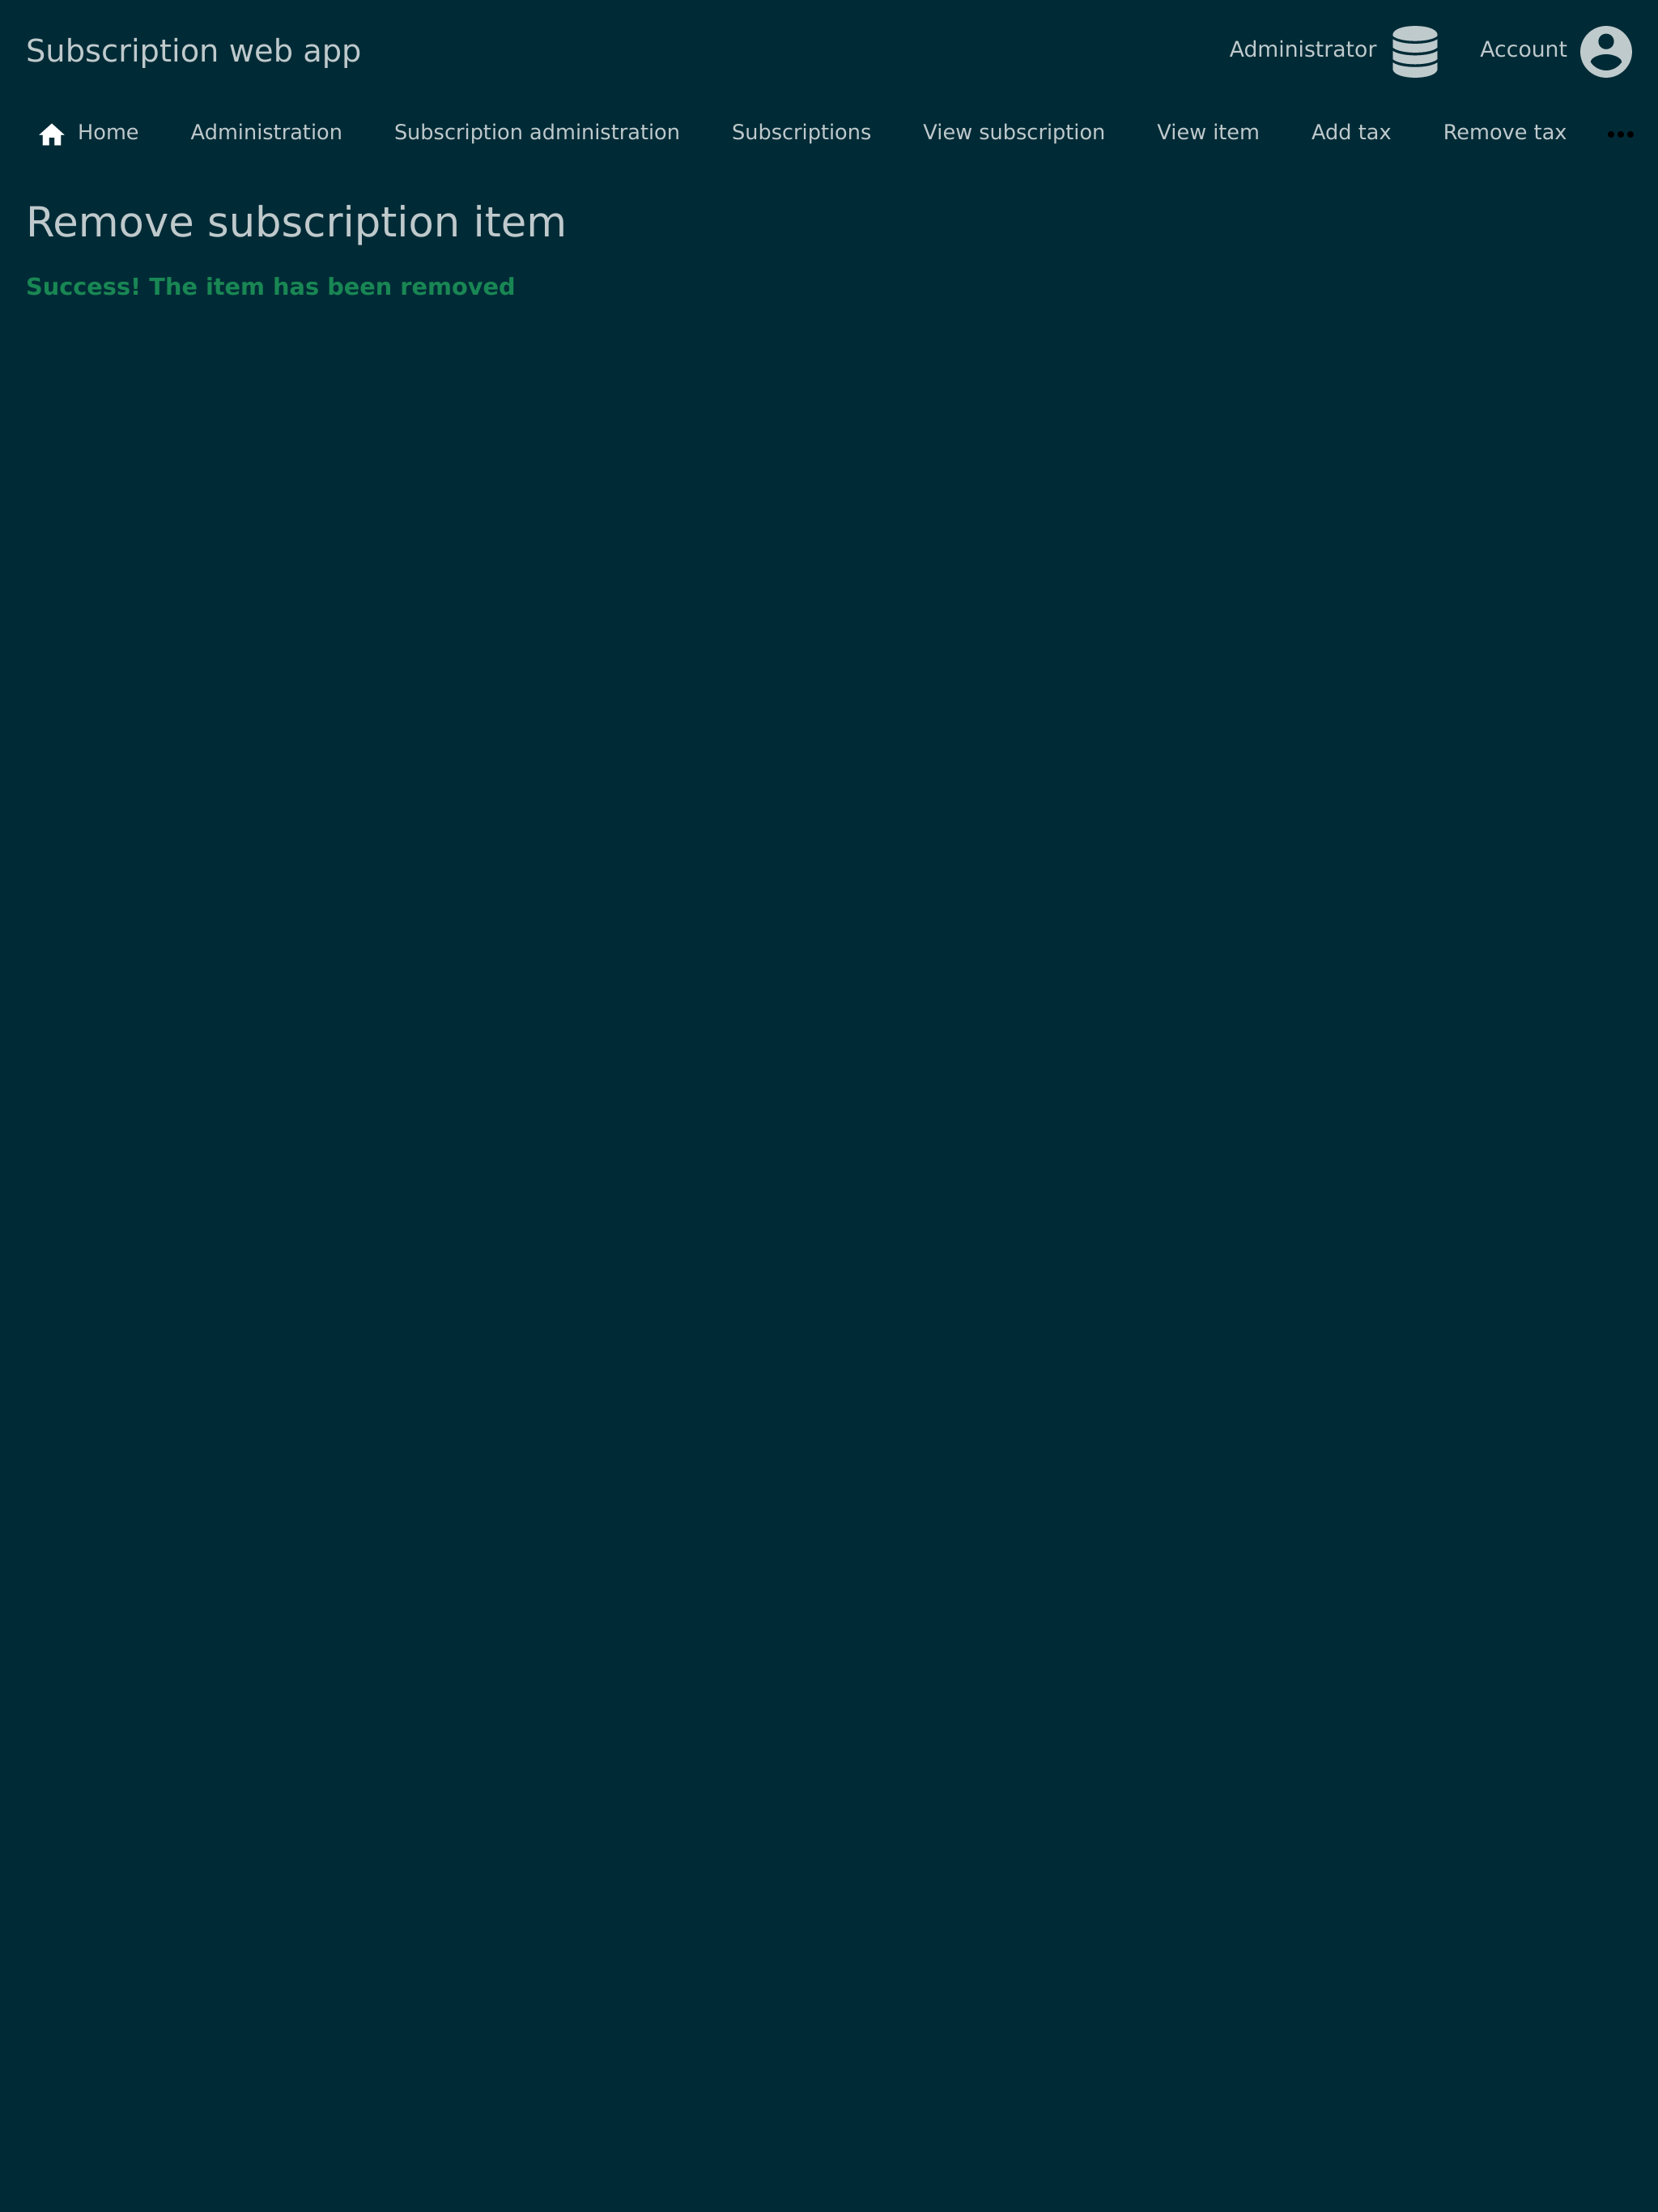 Subscription web app Administrator Account
Home Administration Subscription administration Subscriptions View subscription View item Add tax Remove tax
Remove subscription item
Success! The item has been removed